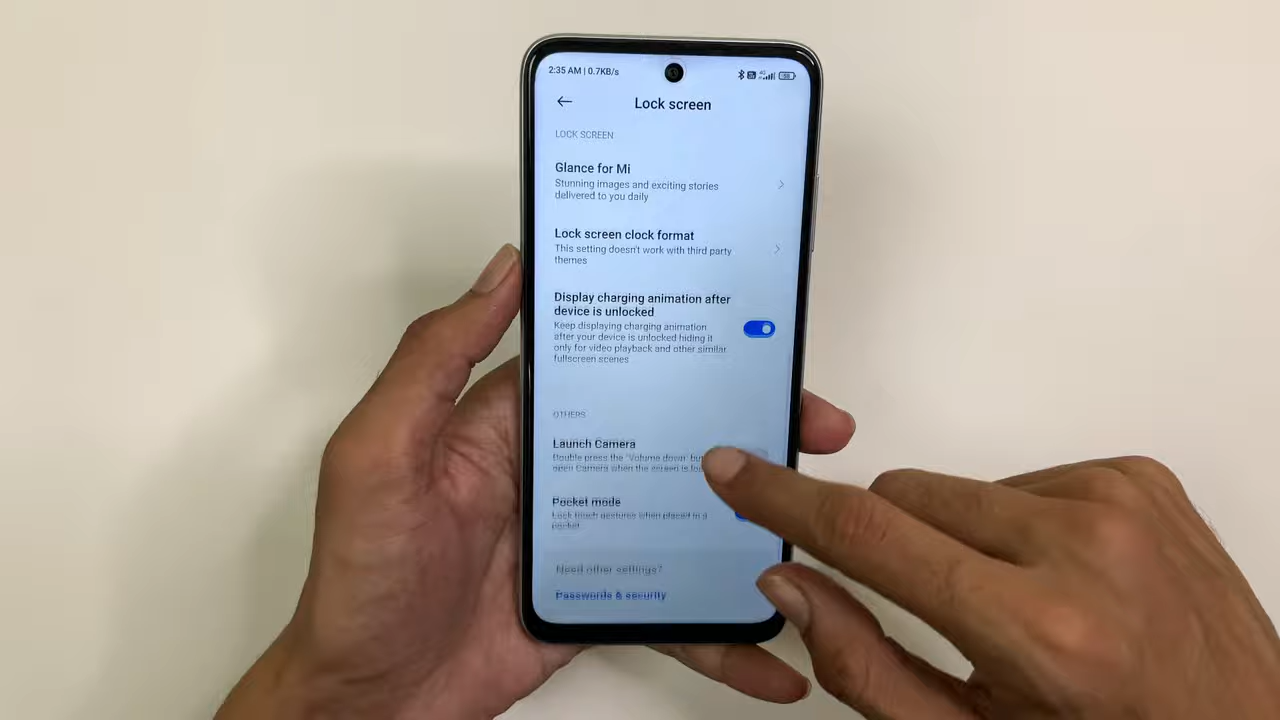 2:35 AM | 0.7KB/s
Lock screen
LOCK SCREEN
Glance for Mi
Stunning images and exciting stories
delivered to you daily
Lock screen clock format
This setting doesn't work with third party
themes
Display charging animation after
device is unlocked
Keep displaying charging animation
after your device is unlocked hiding it
only for video playback and other similar
fullscreen scenes
OTHERS
Launch Camera
Double press the "Volume down"
open Camera when the screen is
Pocket mode
Lock touch gestures when placed in a
pocket
Need other settings?
Passwords & security